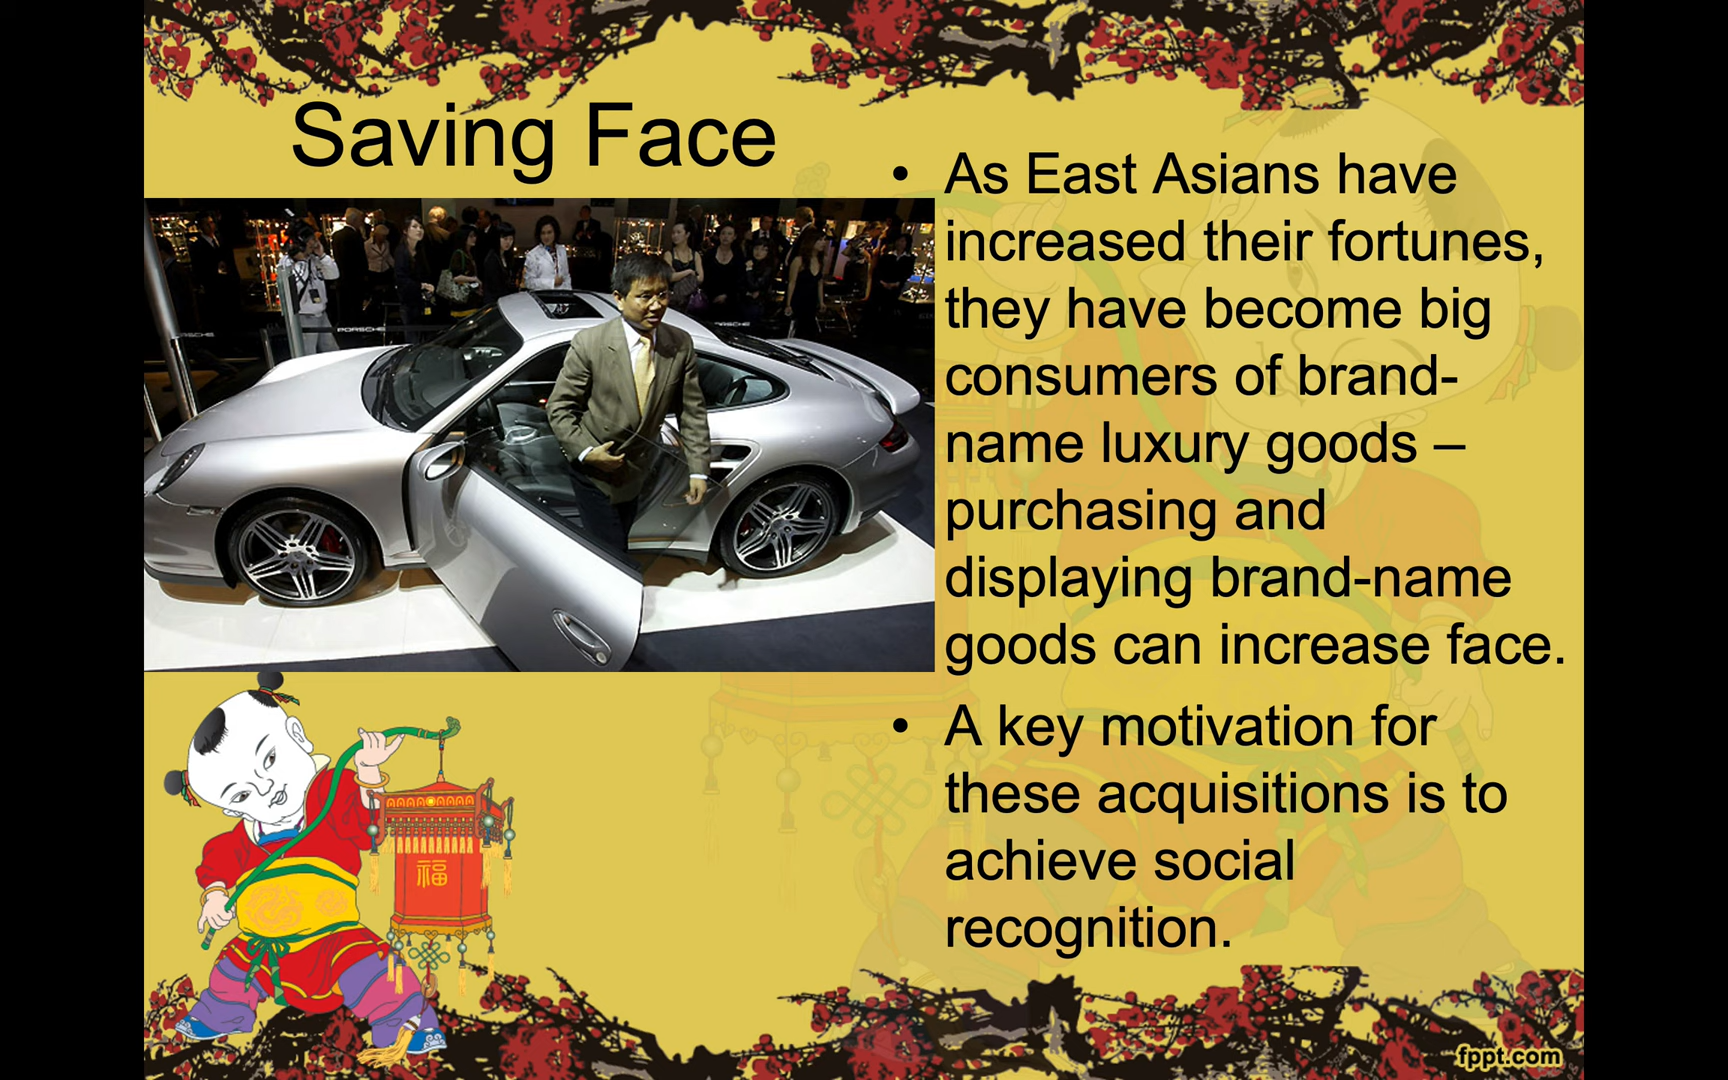 Saving Face
• As East Asians have
increased their fortunes,
they have become big
consumers of brand-
name luxury goods –
purchasing and
displaying brand-name
goods can increase face.
• A key motivation for
these acquisitions is to
achieve social
recognition.
PORSCHE
福
fppt.com